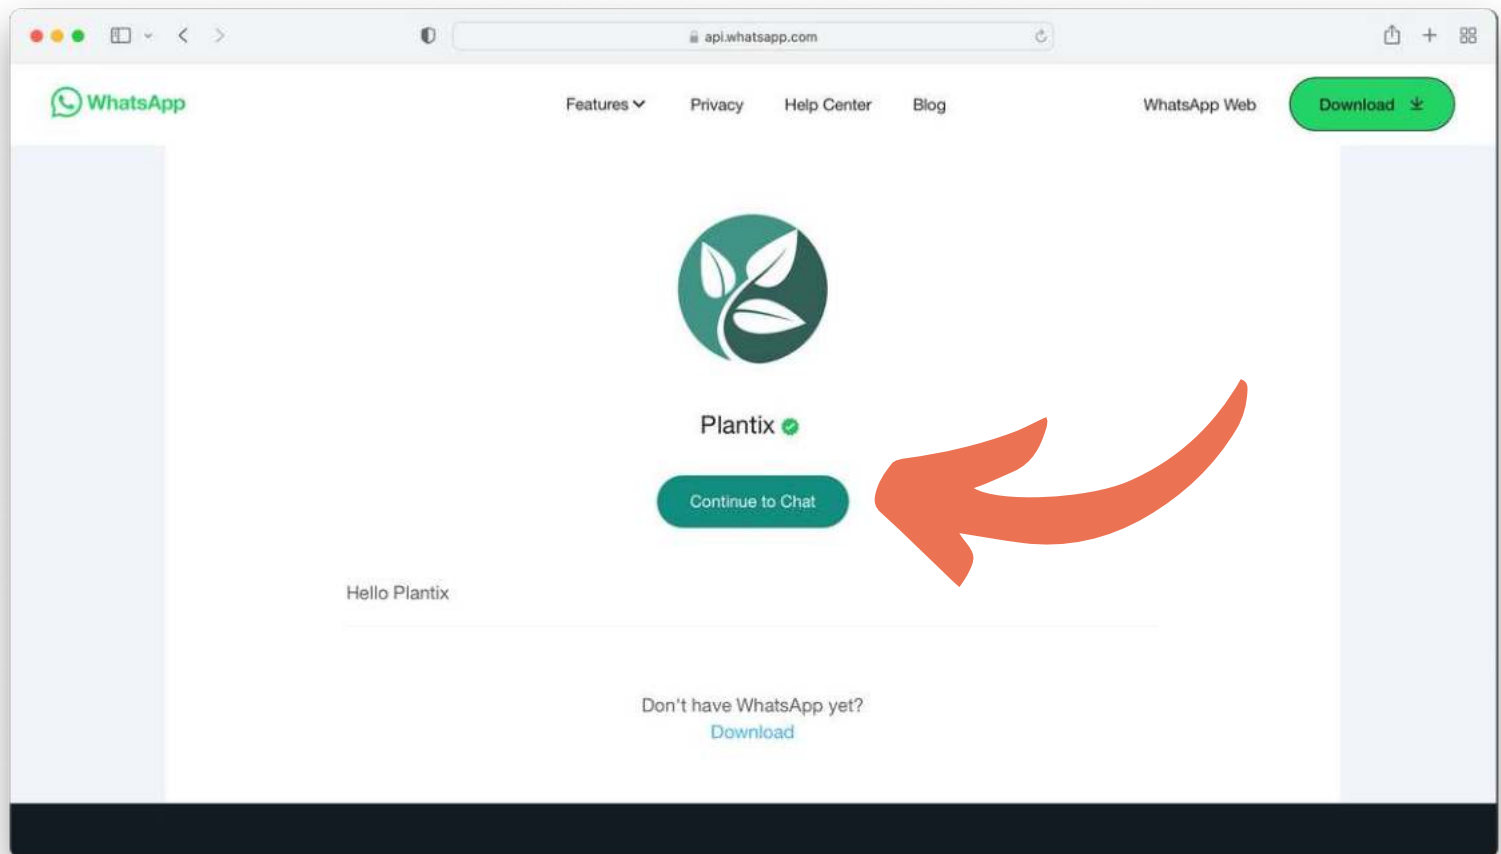 api.whatsapp.com
WhatsApp
Features Privacy Help Center Blog WhatsApp Web Download
Plantix
Continue to Chat
Hello Plantix
Don't have WhatsApp yet?
Download